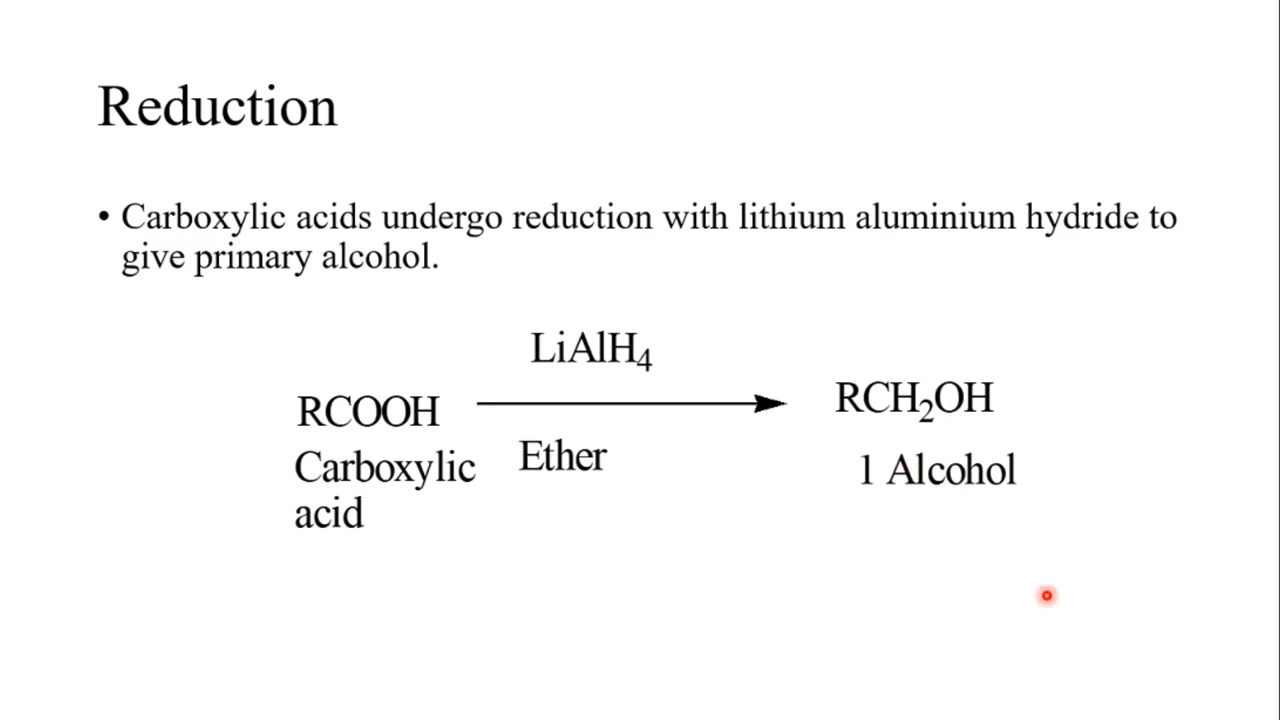 Reduction
• Carboxylic acids undergo reduction with lithium aluminium hydride to
give primary alcohol.
LiAlH₄
RCOOH
RCH₂OH
Carboxylic
acid
Ether
1 Alcohol